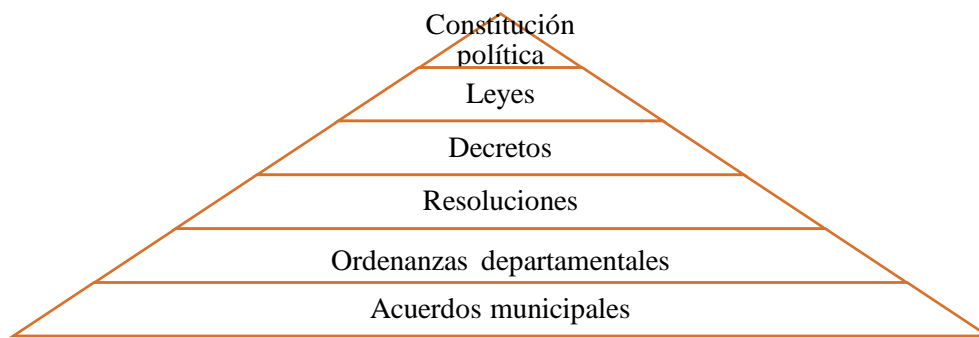 Constitución
política
Leyes
Decretos
Resoluciones
Ordenanzas departamentales
Acuerdos municipales